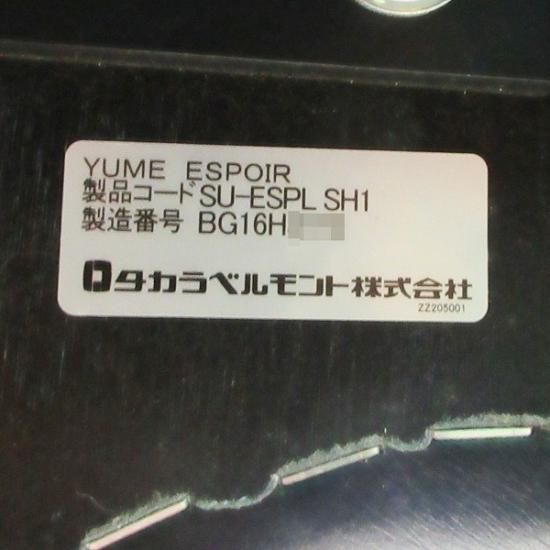 YUME ESPOIR
製品コード SU-ESPL SH1
製造番号 BG16H
タカラベルモント株式会社
ZZ205001